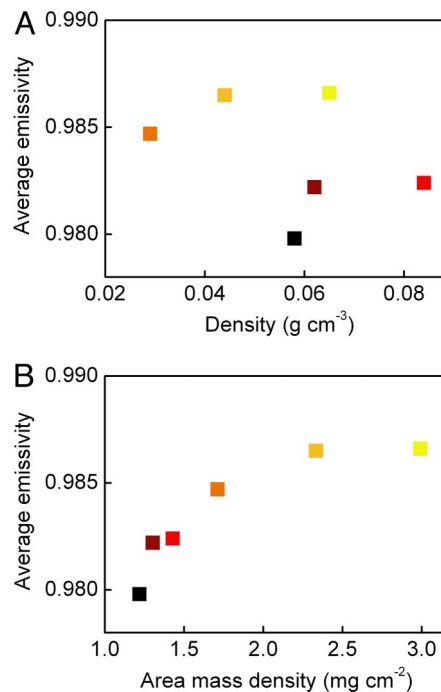 A
0.990
0.985
0.980
Average emissivity
0.02 0.04 0.06 0.08
Density (g cm⁻³)
B
0.990
0.985
0.980
Average emissivity
1.0 1.5 2.0 2.5 3.0
Area mass density (mg cm⁻²)